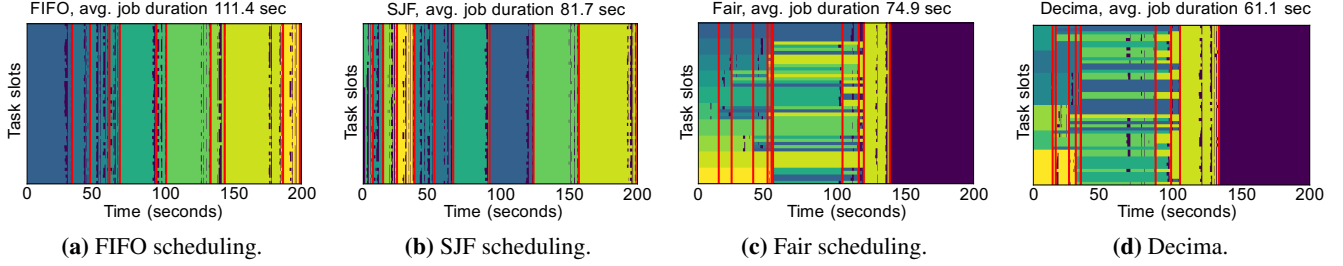 FIFO, avg. job duration 111.4 sec
Task slots
0 50 100 150 200
Time (seconds)
(a) FIFO scheduling.
SJF, avg. job duration 81.7 sec
Task slots
0 50 100 150 200
Time (seconds)
(b) SJF scheduling.
Fair, avg. job duration 74.9 sec
Task slots
0 50 100 150 200
Time (seconds)
(c) Fair scheduling.
Decima, avg. job duration 61.1 sec
Task slots
0 50 100 150 200
Time (seconds)
(d) Decima.